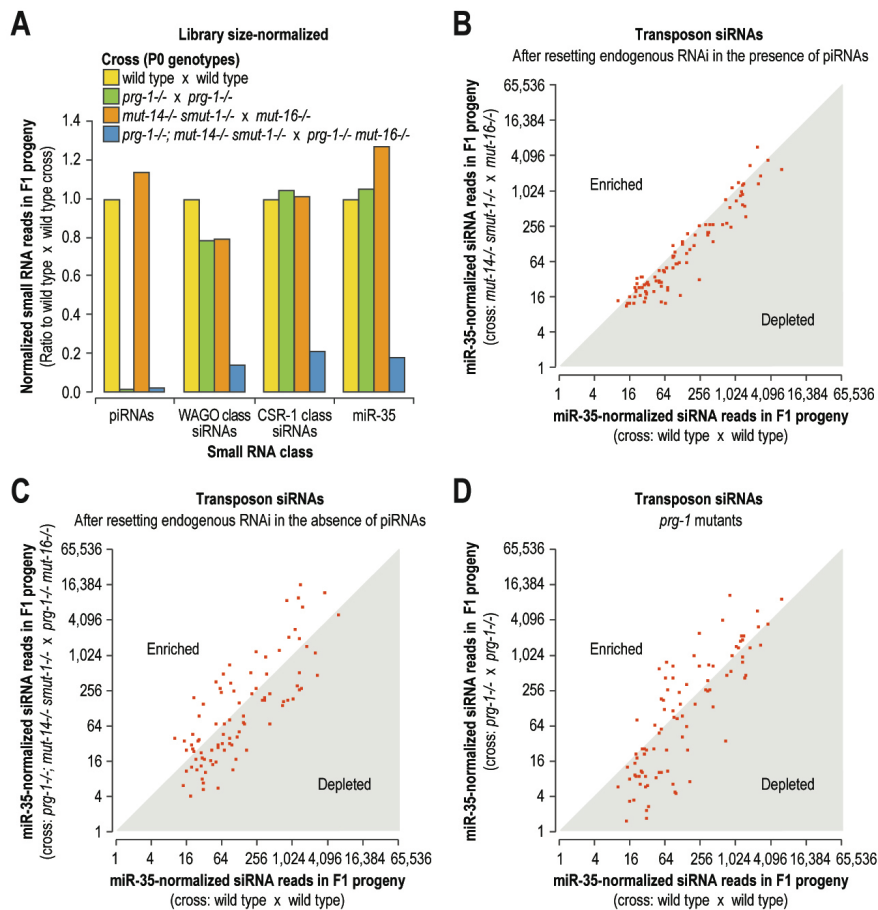 A
Library size-normalized
Cross (P0 genotypes)
wild type x wild type
prg-1-/- x prg-1-/-
mut-14-/- smut-1-/- x mut-16-/-
prg-1-/-; mut-14-/- smut-1-/- x prg-1-/- mut-16-/-
Normalized small RNA reads in F1 progeny
(Ratio to wild type x wild type cross)
1.4
1.2
1.0
0.8
0.6
0.4
0.2
0.0
piRNAs
WAGO class
siRNAs
CSR-1 class
siRNAs
miR-35
Small RNA class
B
Transposon siRNAs
After resetting endogenous RNAi in the presence of piRNAs
miR-35-normalized siRNA reads in F1 progeny
(cross: mut-14-/- smut-1-/- x mut-16-/-)
65,536
16,384
4,096
1,024
256
64
16
4
1
Enriched
Depleted
1 4 16 64 256 1,024 4,096 16,384 65,536
miR-35-normalized siRNA reads in F1 progeny
(cross: wild type x wild type)
C
Transposon siRNAs
After resetting endogenous RNAi in the absence of piRNAs
miR-35-normalized siRNA reads in F1 progeny
(cross: prg-1-/-; mut-14-/- smut-1-/- x prg-1-/- mut-16-/-)
65,536
16,384
4,096
1,024
256
64
16
4
1
Enriched
Depleted
1 4 16 64 256 1,024 4,096 16,384 65,536
miR-35-normalized siRNA reads in F1 progeny
(cross: wild type x wild type)
D
Transposon siRNAs
prg-1 mutants
miR-35-normalized siRNA reads in F1 progeny
(cross: prg-1-/- x prg-1-/-)
65,536
16,384
4,096
1,024
256
64
16
4
1
Enriched
Depleted
1 4 16 64 256 1,024 4,096 16,384 65,536
miR-35-normalized siRNA reads in F1 progeny
(cross: wild type x wild type)